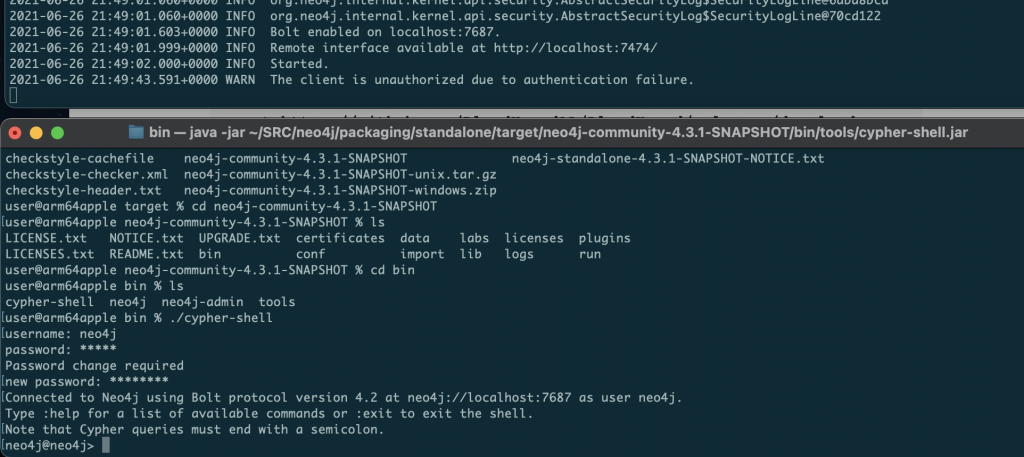 2021-06-26 21:49:01.060+0000 INFO  org.neo4j.internal.kernel.api.security.AbstractSecurityLog$SecurityLogLine@6aba8bcd
2021-06-26 21:49:01.060+0000 INFO  org.neo4j.internal.kernel.api.security.AbstractSecurityLog$SecurityLogLine@70cd122
2021-06-26 21:49:01.603+0000 INFO  Bolt enabled on localhost:7687.
2021-06-26 21:49:01.999+0000 INFO  Remote interface available at http://localhost:7474/
2021-06-26 21:49:02.000+0000 INFO  Started.
2021-06-26 21:49:43.591+0000 WARN  The client is unauthorized due to authentication failure.
bin — java -jar ~/SRC/neo4j/packaging/standalone/target/neo4j-community-4.3.1-SNAPSHOT/bin/tools/cypher-shell.jar
checkstyle-cachefile    neo4j-community-4.3.1-SNAPSHOT              neo4j-standalone-4.3.1-SNAPSHOT-NOTICE.txt
checkstyle-checker.xml  neo4j-community-4.3.1-SNAPSHOT-unix.tar.gz
checkstyle-header.txt   neo4j-community-4.3.1-SNAPSHOT-windows.zip
user@arm64apple target % cd neo4j-community-4.3.1-SNAPSHOT
[user@arm64apple neo4j-community-4.3.1-SNAPSHOT % ls
LICENSE.txt   NOTICE.txt  UPGRADE.txt  certificates  data    labs  licenses  plugins
LICENSES.txt  README.txt  bin          conf          import  lib   logs      run
user@arm64apple neo4j-community-4.3.1-SNAPSHOT % cd bin
user@arm64apple bin % ls
cypher-shell  neo4j  neo4j-admin  tools
[user@arm64apple bin % ./cypher-shell
[username: neo4j
password: *****
Password change required
[new password: ********
[Connected to Neo4j using Bolt protocol version 4.2 at neo4j://localhost:7687 as user neo4j.
Type :help for a list of available commands or :exit to exit the shell.
[Note that Cypher queries must end with a semicolon.
[neo4j@neo4j>